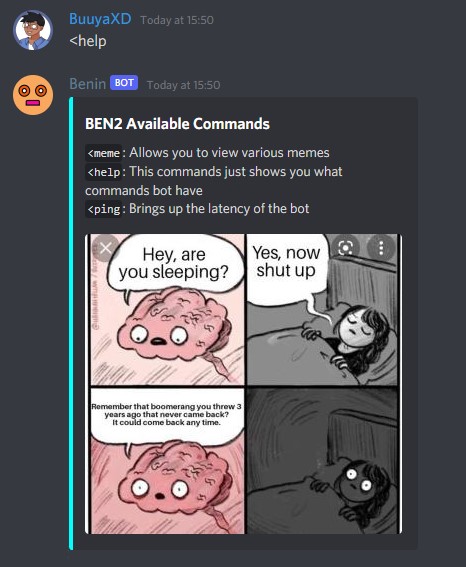 BuuyaXD Today at 15:50
<help
Benin BOT Today at 15:50
BEN2 Available Commands
<meme: Allows you to view various memes
<help: This commands just shows you what
commands bot have
<ping: Brings up the latency of the bot
Hey, are
you sleeping?
Yes, now
shut up
Remember that boomerang you threw 3
years ago that never came back?
It could come back any time.